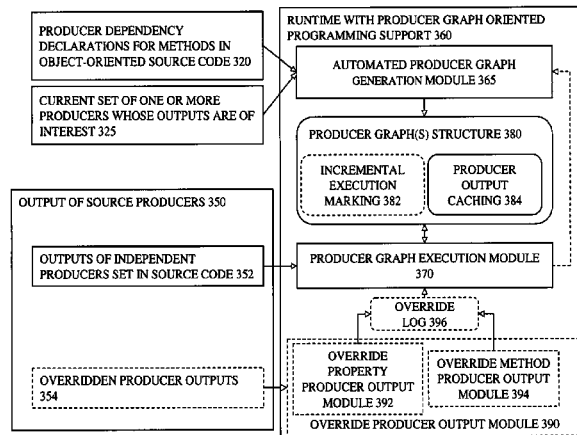 PRODUCER DEPENDENCY
DECLARATIONS FOR METHODS IN
OBJECT-ORIENTED SOURCE CODE 320
CURRENT SET OF ONE OR MORE
PRODUCERS WHOSE OUTPUTS ARE OF
INTEREST 325
RUNTIME WITH PRODUCER GRAPH ORIENTED
PROGRAMMING SUPPORT 360
AUTOMATED PRODUCER GRAPH
GENERATION MODULE 365
PRODUCER GRAPH(S) STRUCTURE 380
INCREMENTAL
EXECUTION
MARKING 382
PRODUCER
OUTPUT
CACHING 384
OUTPUT OF SOURCE PRODUCERS 350
OUTPUTS OF INDEPENDENT
PRODUCERS SET IN SOURCE CODE 352
PRODUCER GRAPH EXECUTION MODULE
370
OVERRIDE
LOG 396
OVERRIDDEN PRODUCER OUTPUTS
354
OVERRIDE
PROPERTY
PRODUCER OUTPUT
MODULE 392
OVERRIDE METHOD
PRODUCER OUTPUT
MODULE 394
OVERRIDE PRODUCER OUTPUT MODULE 390